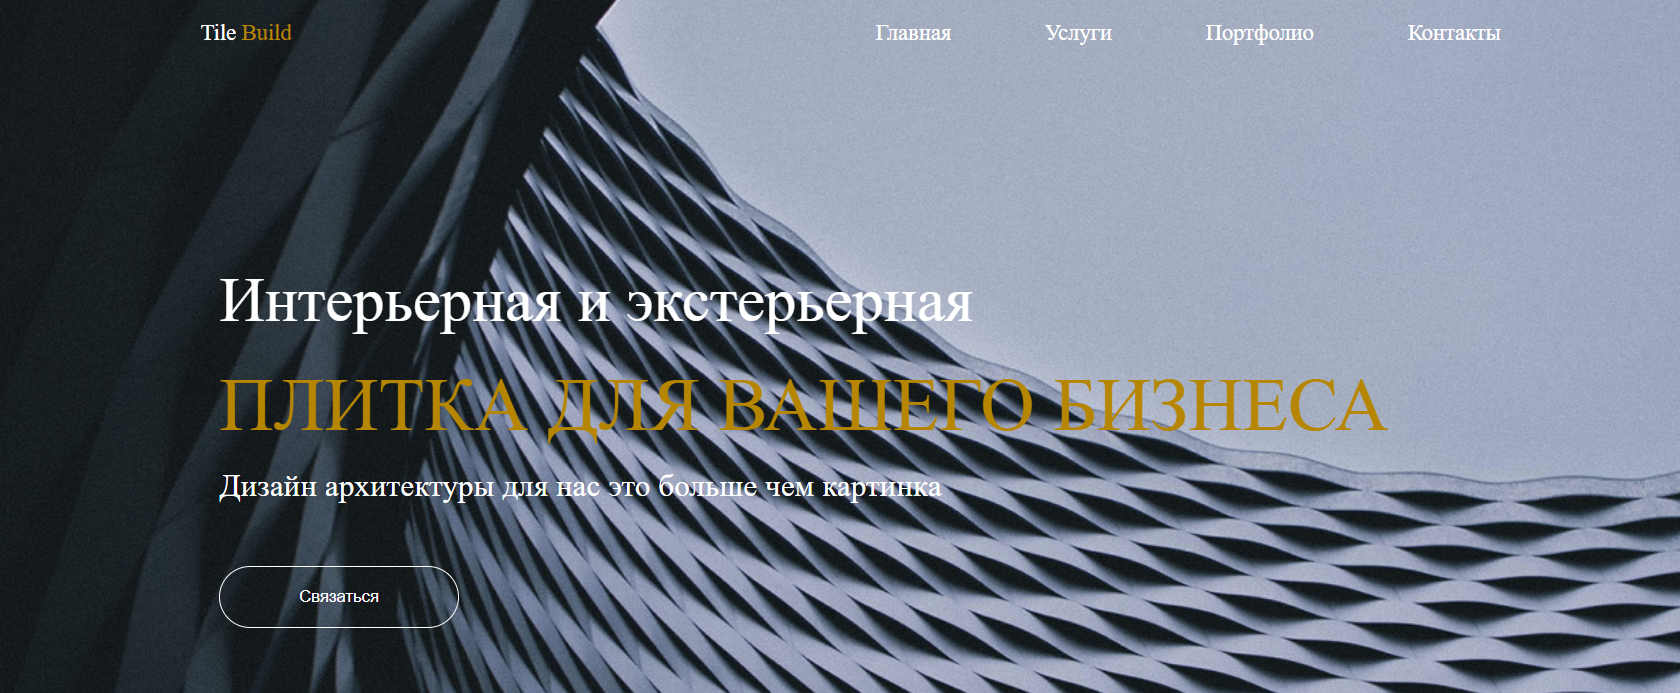 Tile Build
Главная
Услуги
Портфолио
Контакты
Интерьерная и экстерьерная
ПЛИТКА ДЛЯ ВАШЕГО БИЗНЕСА
Дизайн архитектуры для нас это больше чем картинка
Связаться